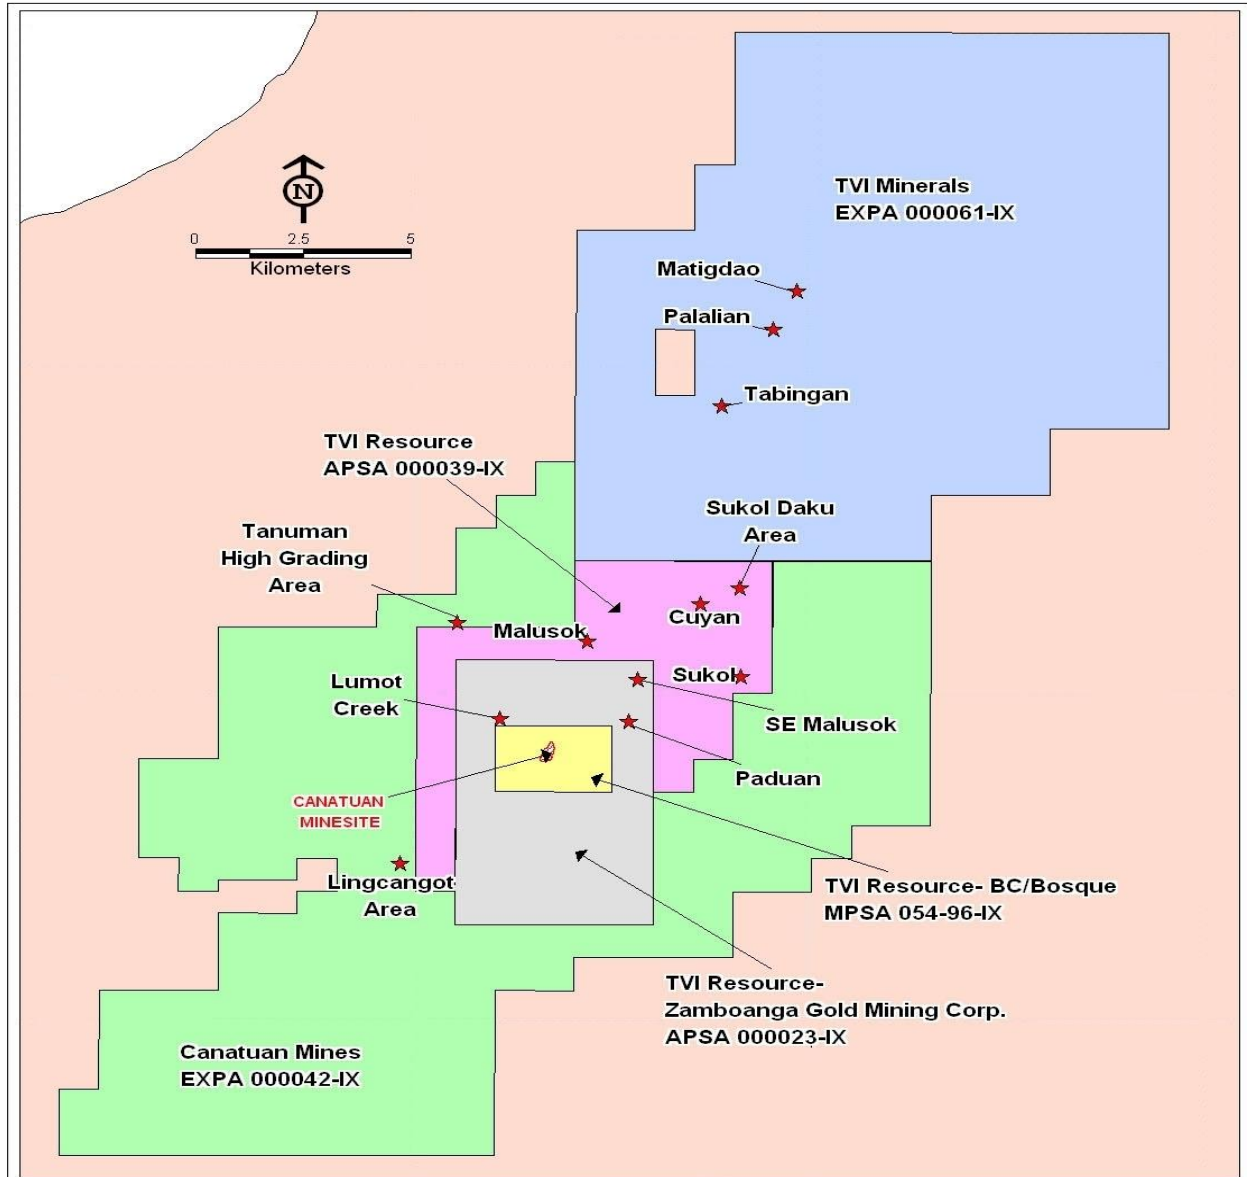 TVI Minerals
EXPA 000061-IX
N
0 2.5 5
Kilometers
Matigdao
Palalian
Tabingan
TVI Resource
APSA 000039-IX
Sukol Daku
Area
Tanuman
High Grading
Area
Cuyan
Malusok
Lumot
Creek
Sukol
SE Malusok
Paduan
CANATUAN
MINESITE
Lingcangot
Area
TVI Resource- BC/Bosque
MPSA 054-96-IX
TVI Resource-
Zamboanga Gold Mining Corp.
APSA 000023-IX
Canatuan Mines
EXPA 000042-IX